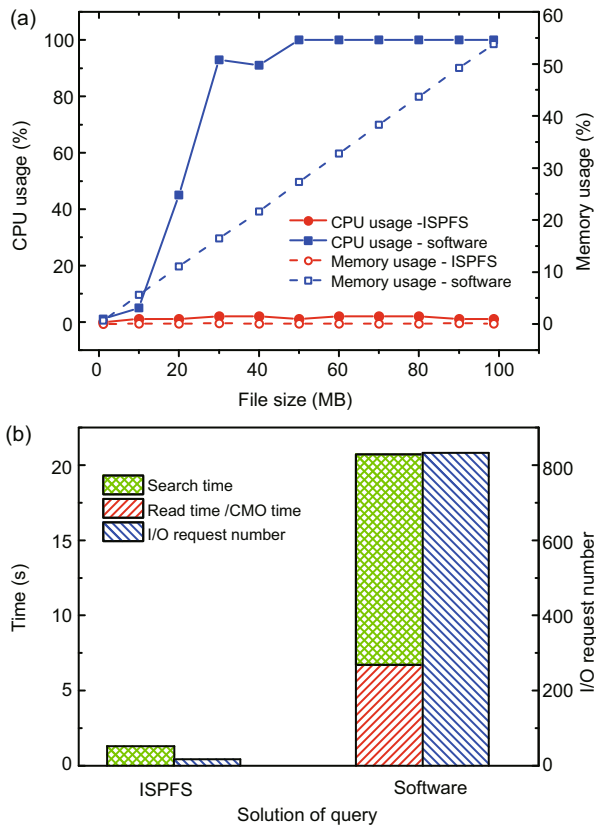 (a)
100
80
60
40
20
0
CPU usage (%)
60
50
40
30
20
10
0
Memory usage (%)
CPU usage -ISPFS
CPU usage - software
Memory usage - ISPFS
Memory usage - software
0 20 40 60 80 100
File size (MB)
(b)
20
15
10
5
0
Time (s)
Search time
Read time /CMO time
I/O request number
800
600
400
200
0
I/O request number
ISPFS Software
Solution of query